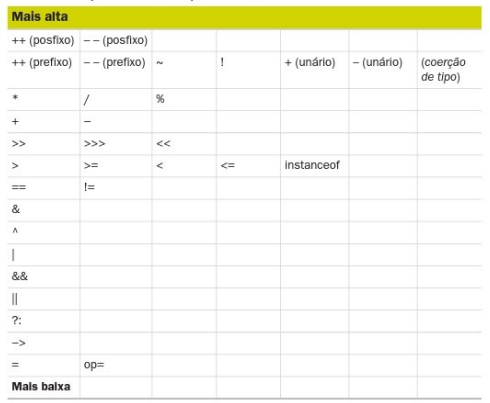 Mais alta
++ (posfixo) – – (posfixo)
++ (prefixo) – – (prefixo) ~ ! + (unário) – (unário) (coerção
de tipo)
* / %
+ –
>> >>> <<
> >= < <= instanceof
== !=
&
^
|
&&
||
?:
–>
= op=
Mais baixa